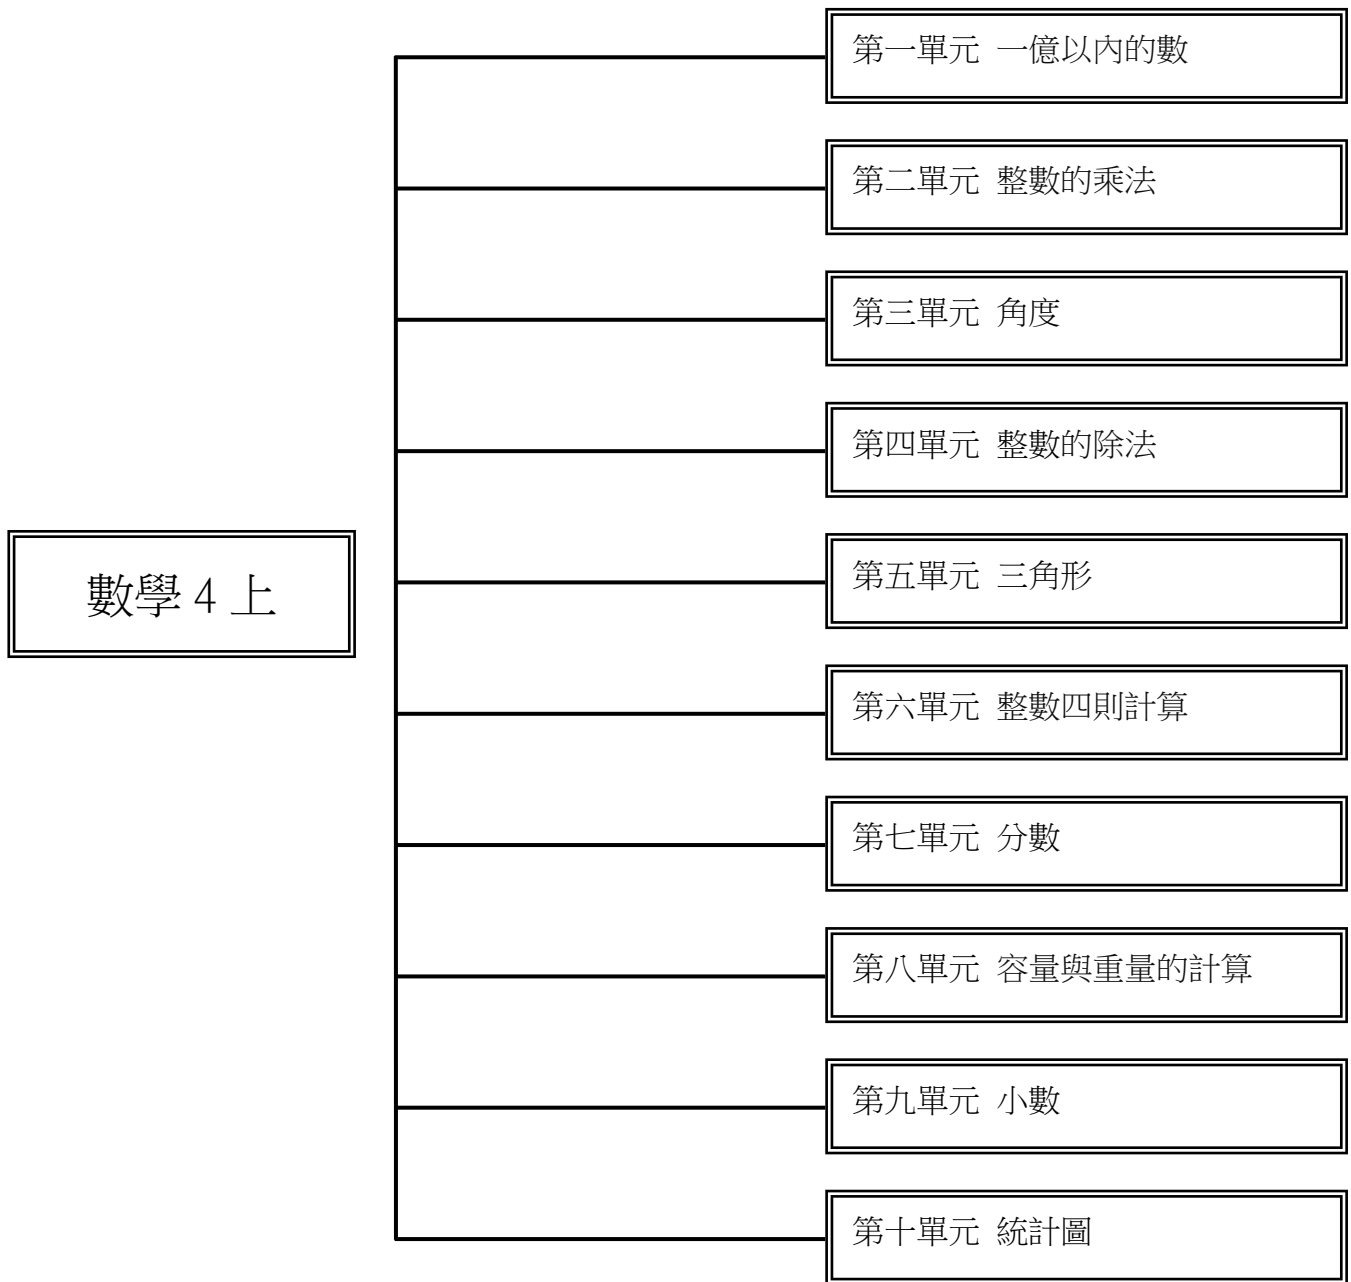 第一單元 一億以內的數
第二單元 整數的乘法
第三單元 角度
第四單元 整數的除法
第五單元 三角形
數學 4 上
第六單元 整數四則計算
第七單元 分數
第八單元 容量與重量的計算
第九單元 小數
第十單元 統計圖